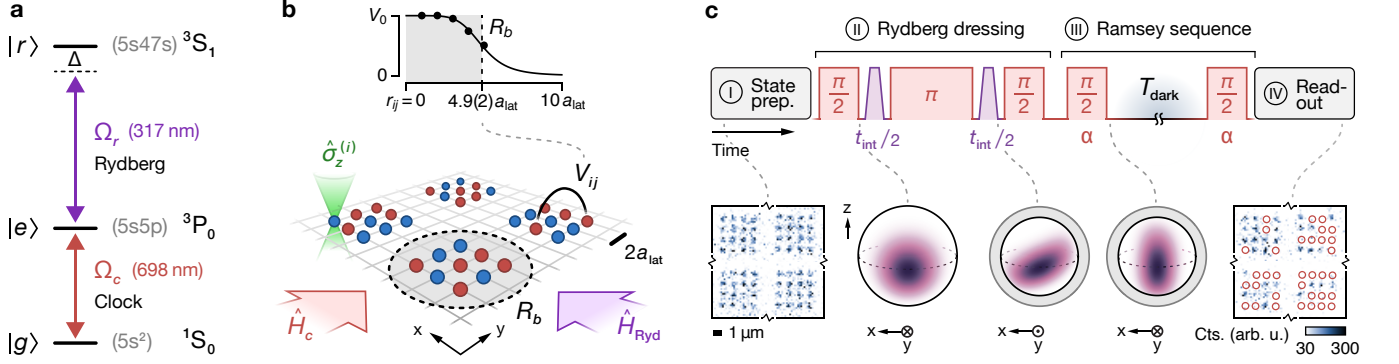 a
|r⟩
(5s47s) ³S₁
Δ
Ωᵣ (317 nm)
Rydberg
|e⟩
(5s5p) ³P₀
Ω_c (698 nm)
Clock
|g⟩
(5s²) ¹S₀
b
V₀
R_b
0
r_ij = 0
4.9(2) a_lat
10 a_lat
σ̂_z^(i)
V_ij
2a_lat
R_b
Ĥ_c
x
y
Ĥ_Ryd
c
II Rydberg dressing
III Ramsey sequence
I State
prep.
π/2
π
π/2
π/2
T_dark
π/2
IV Read-
out
t_int/2
t_int/2
α
α
Time
z
1 μm
x
y
x
y
x
y
Cts. (arb. u.)
30 300